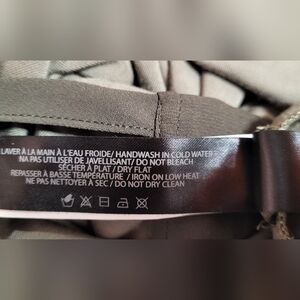 LAVER À LA MAIN À L'EAU FROIDE/ HANDWASH IN COLD WATER
NA PAS UTILISER DE JAVELLISANT/ DO NOT BLEACH
SÉCHER À PLAT / DRY FLAT
REPASSER À BASSE TEMPÉRATURE / IRON ON LOW HEAT
NE PAS NETTOYER À SEC / DO NOT DRY CLEAN